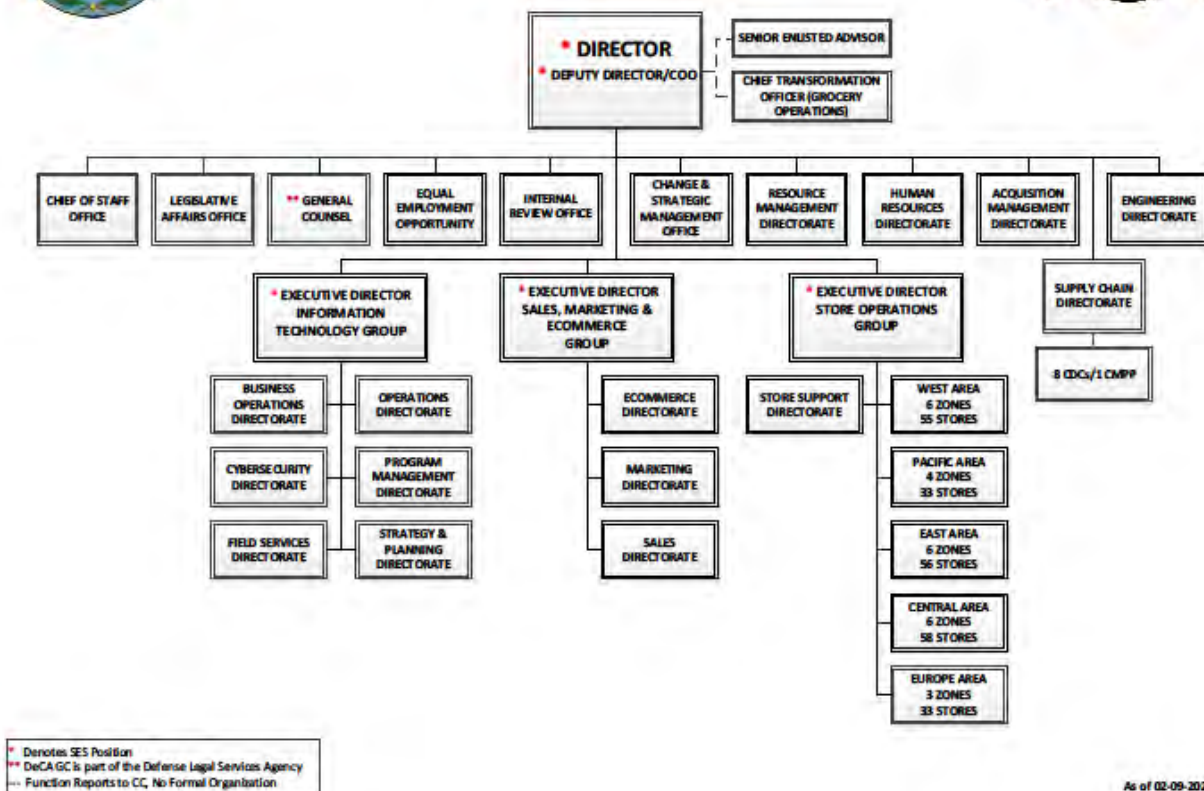 * DIRECTOR
* DEPUTY DIRECTOR/COO
SENIOR ENLISTED ADVISOR
CHIEF TRANSFORMATION
OFFICER (GROCERY
OPERATIONS)
CHIEF OF STAFF
OFFICE
LEGISLATIVE
AFFAIRS OFFICE
** GENERAL
COUNSEL
EQUAL
EMPLOYMENT
OPPORTUNITY
INTERNAL
REVIEW OFFICE
CHANGE &
STRATEGIC
MANAGEMENT
OFFICE
RESOURCE
MANAGEMENT
DIRECTORATE
HUMAN
RESOURCES
DIRECTORATE
ACQUISITION
MANAGEMENT
DIRECTORATE
ENGINEERING
DIRECTORATE
* EXECUTIVE DIRECTOR
INFORMATION
TECHNOLOGY GROUP
* EXECUTIVE DIRECTOR
SALES, MARKETING &
ECOMMERCE
GROUP
* EXECUTIVE DIRECTOR
STORE OPERATIONS
GROUP
SUPPLY CHAIN
DIRECTORATE
8 CDCs/1 CMPP
BUSINESS
OPERATIONS
DIRECTORATE
OPERATIONS
DIRECTORATE
CYBERSECURITY
DIRECTORATE
PROGRAM
MANAGEMENT
DIRECTORATE
FIELD SERVICES
DIRECTORATE
STRATEGY &
PLANNING
DIRECTORATE
ECOMMERCE
DIRECTORATE
MARKETING
DIRECTORATE
SALES
DIRECTORATE
STORE SUPPORT
DIRECTORATE
WEST AREA
6 ZONES
55 STORES
PACIFIC AREA
4 ZONES
33 STORES
EAST AREA
6 ZONES
56 STORES
CENTRAL AREA
6 ZONES
58 STORES
EUROPE AREA
3 ZONES
33 STORES
* Denotes SES Position
** DeCA GC is part of the Defense Legal Services Agency
--- Function Reports to CC, No Formal Organization
As of 02-09-202